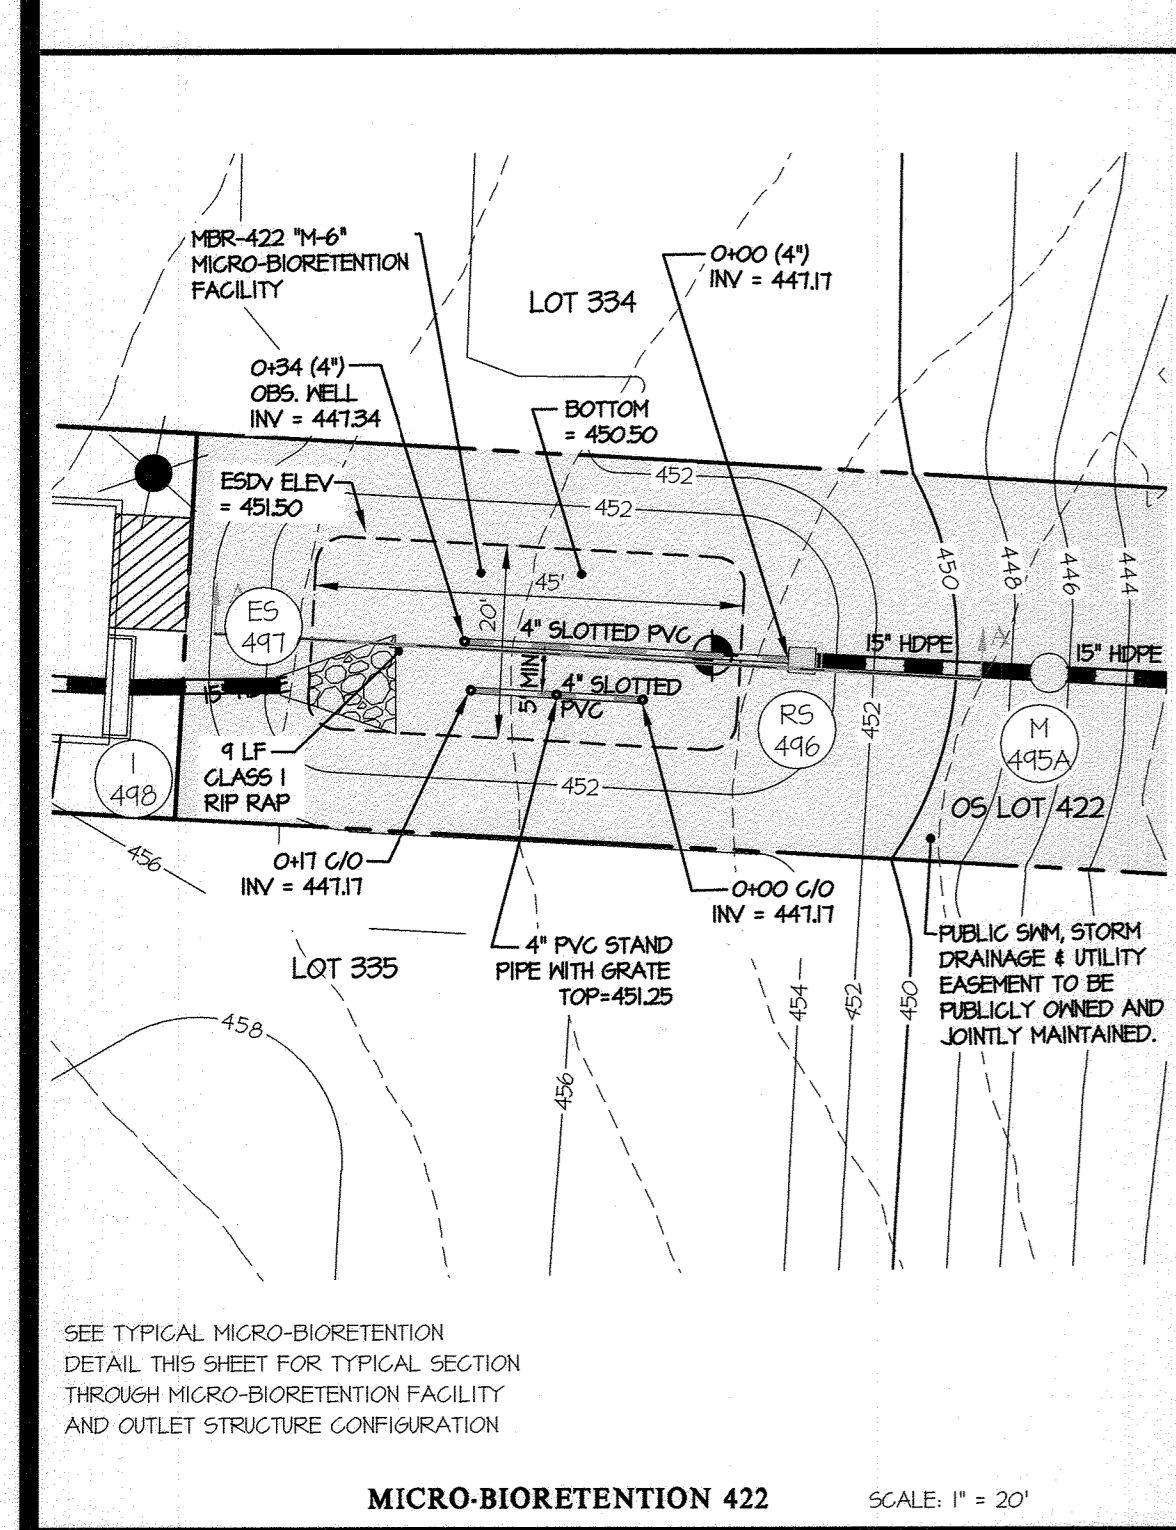 MBR-422 "M-6"
MICRO-BIORETENTION
FACILITY
0+00 (4")
INV = 447.17
LOT 334
0+34 (4")
OBS. WELL
INV = 447.34
BOTTOM
= 450.50
ESDv ELEV
= 451.50
452
452
45'
20'
4" SLOTTED PVC
5' MIN
4" SLOTTED
PVC
ES
497
15" HDPE
15" HDPE
450
448
446
444
A
A
RS
496
452
M
495A
OS LOT 422
I
498
9 LF
CLASS I
RIP RAP
452
456
0+17 C/O
INV = 447.17
0+00 C/O
INV = 447.17
4" PVC STAND
PIPE WITH GRATE
TOP=451.25
LOT 335
PUBLIC SWM, STORM
DRAINAGE & UTILITY
EASEMENT TO BE
PUBLICLY OWNED AND
JOINTLY MAINTAINED.
454
452
450
458
456
SEE TYPICAL MICRO-BIORETENTION
DETAIL THIS SHEET FOR TYPICAL SECTION
THROUGH MICRO-BIORETENTION FACILITY
AND OUTLET STRUCTURE CONFIGURATION
MICRO-BIORETENTION 422
SCALE: 1" = 20'